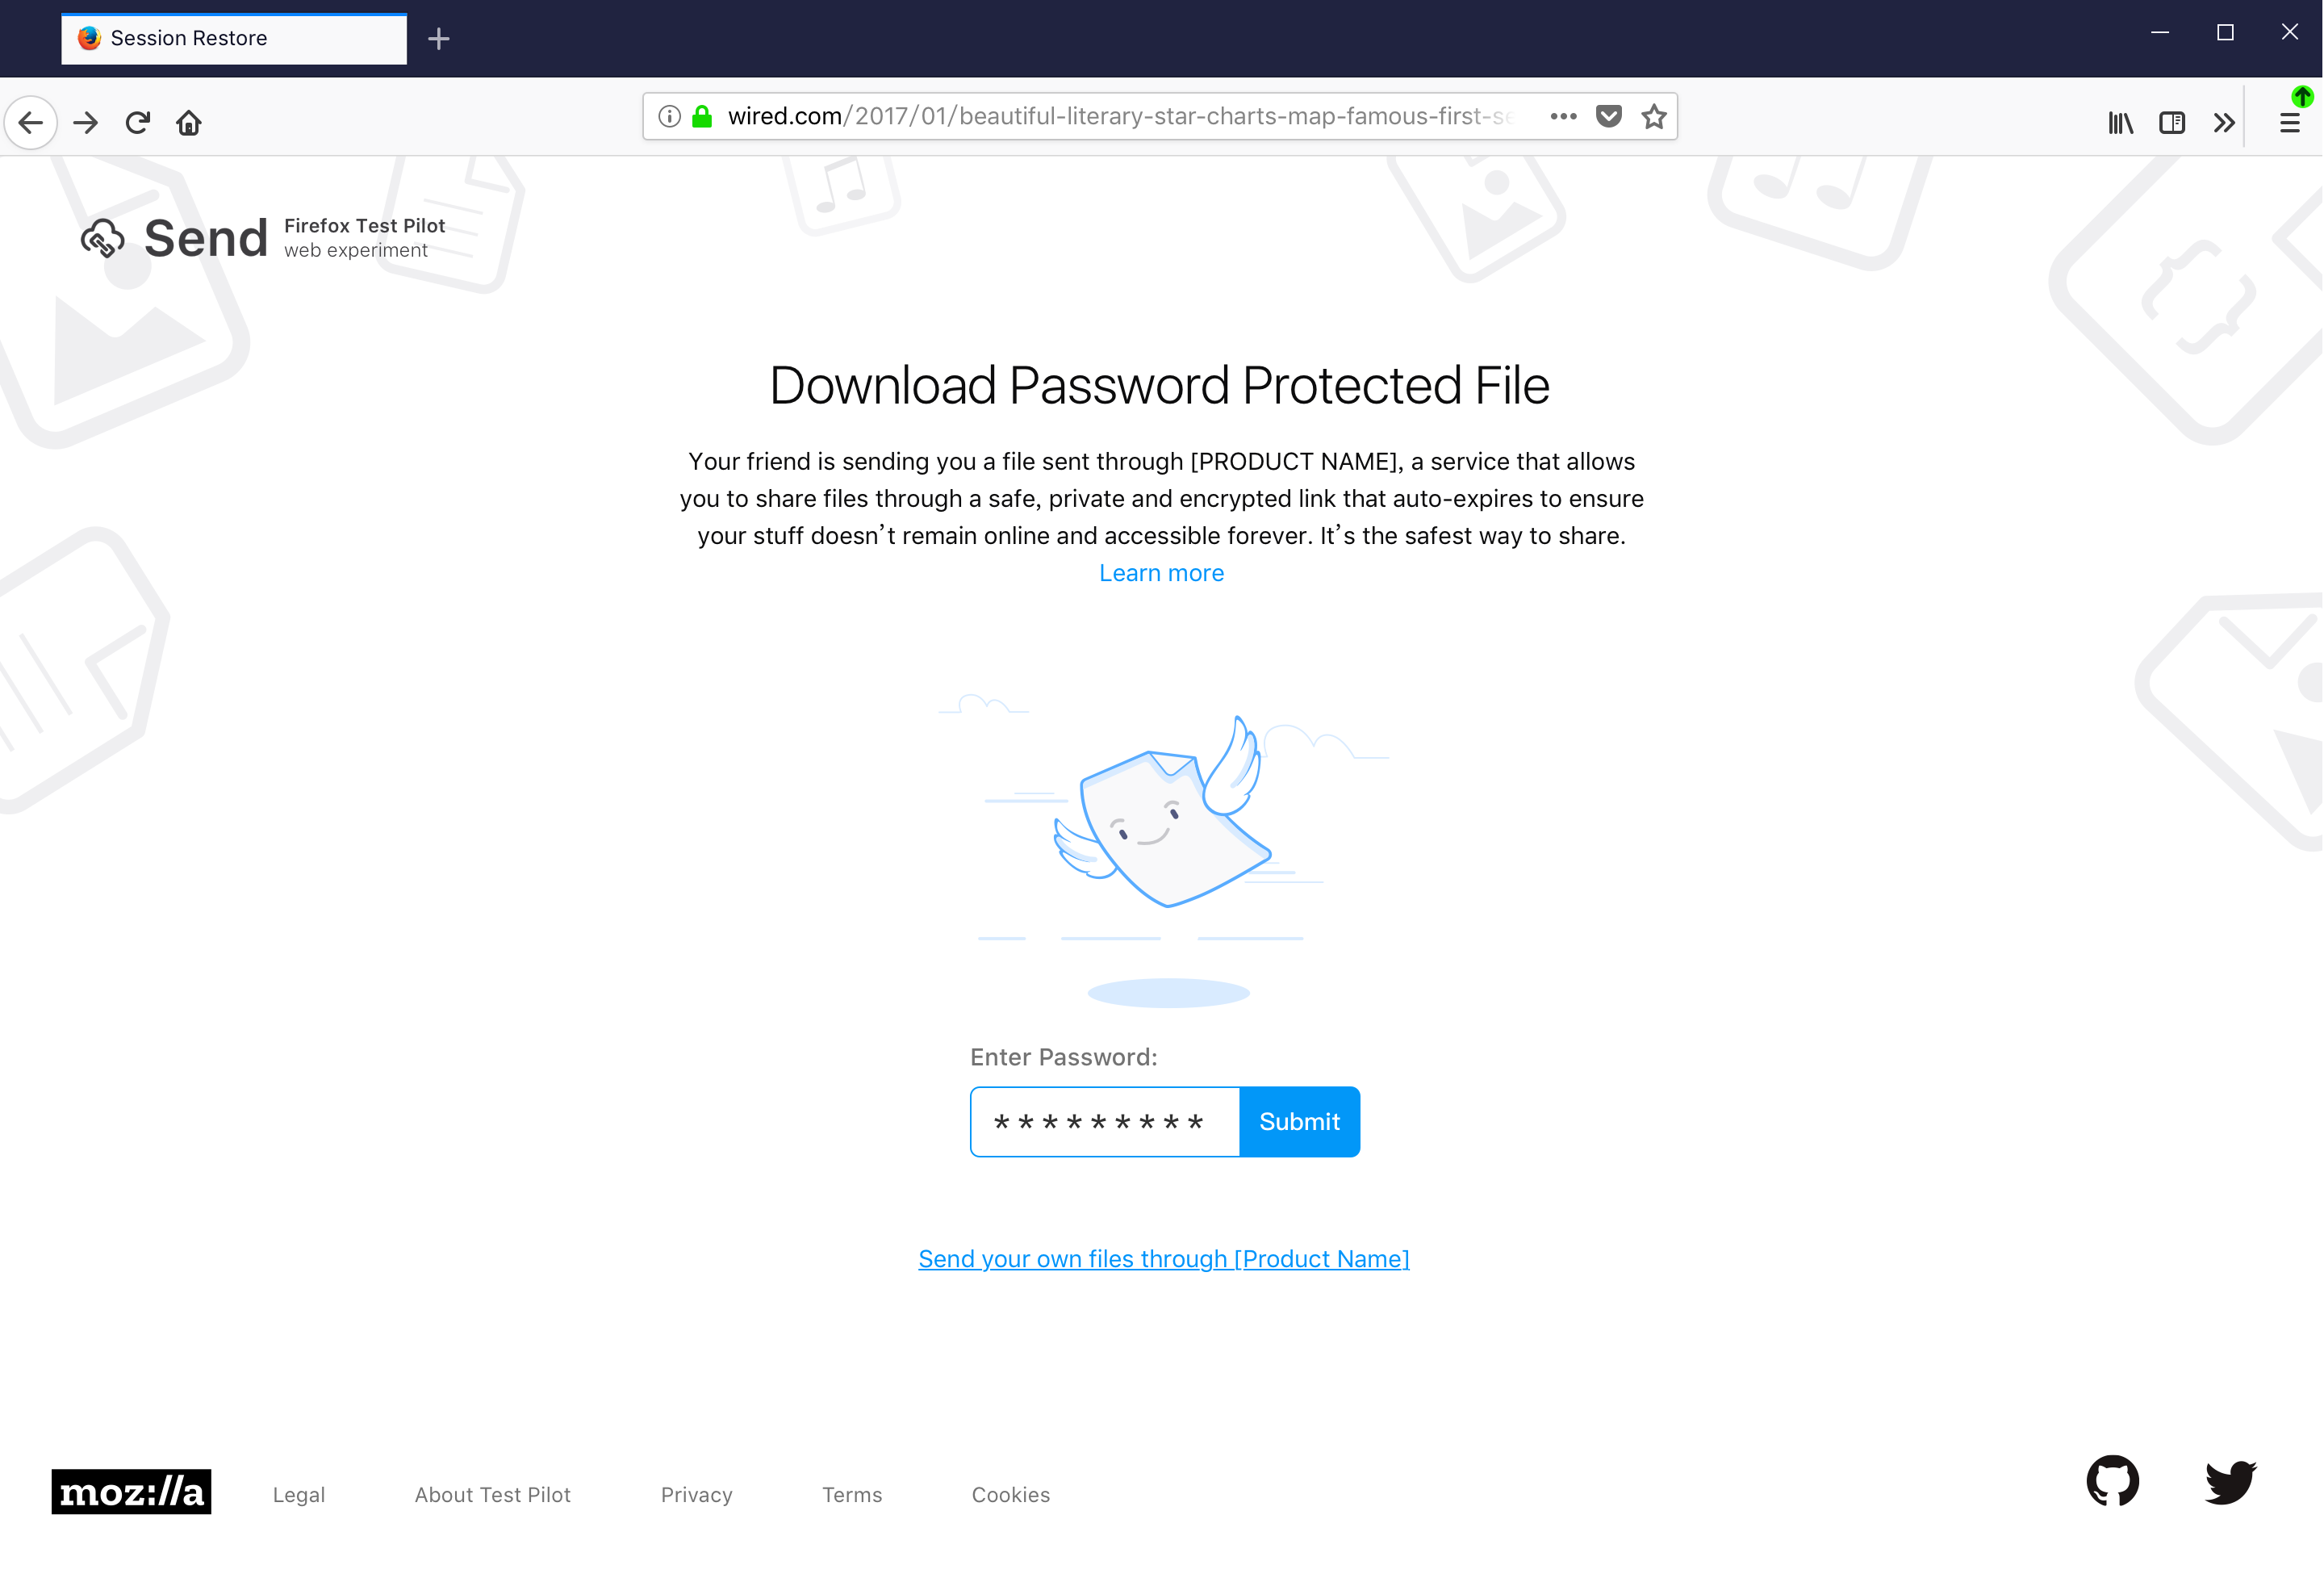 Session Restore
wired.com/2017/01/beautiful-literary-star-charts-map-famous-first-se
Send
Firefox Test Pilot
web experiment
Download Password Protected File
Your friend is sending you a file sent through [PRODUCT NAME], a service that allows
you to share files through a safe, private and encrypted link that auto-expires to ensure
your stuff doesn’t remain online and accessible forever. It’s the safest way to share.
Learn more
Enter Password:
* * * * * * * * *
Submit
Send your own files through [Product Name]
moz://a
Legal
About Test Pilot
Privacy
Terms
Cookies